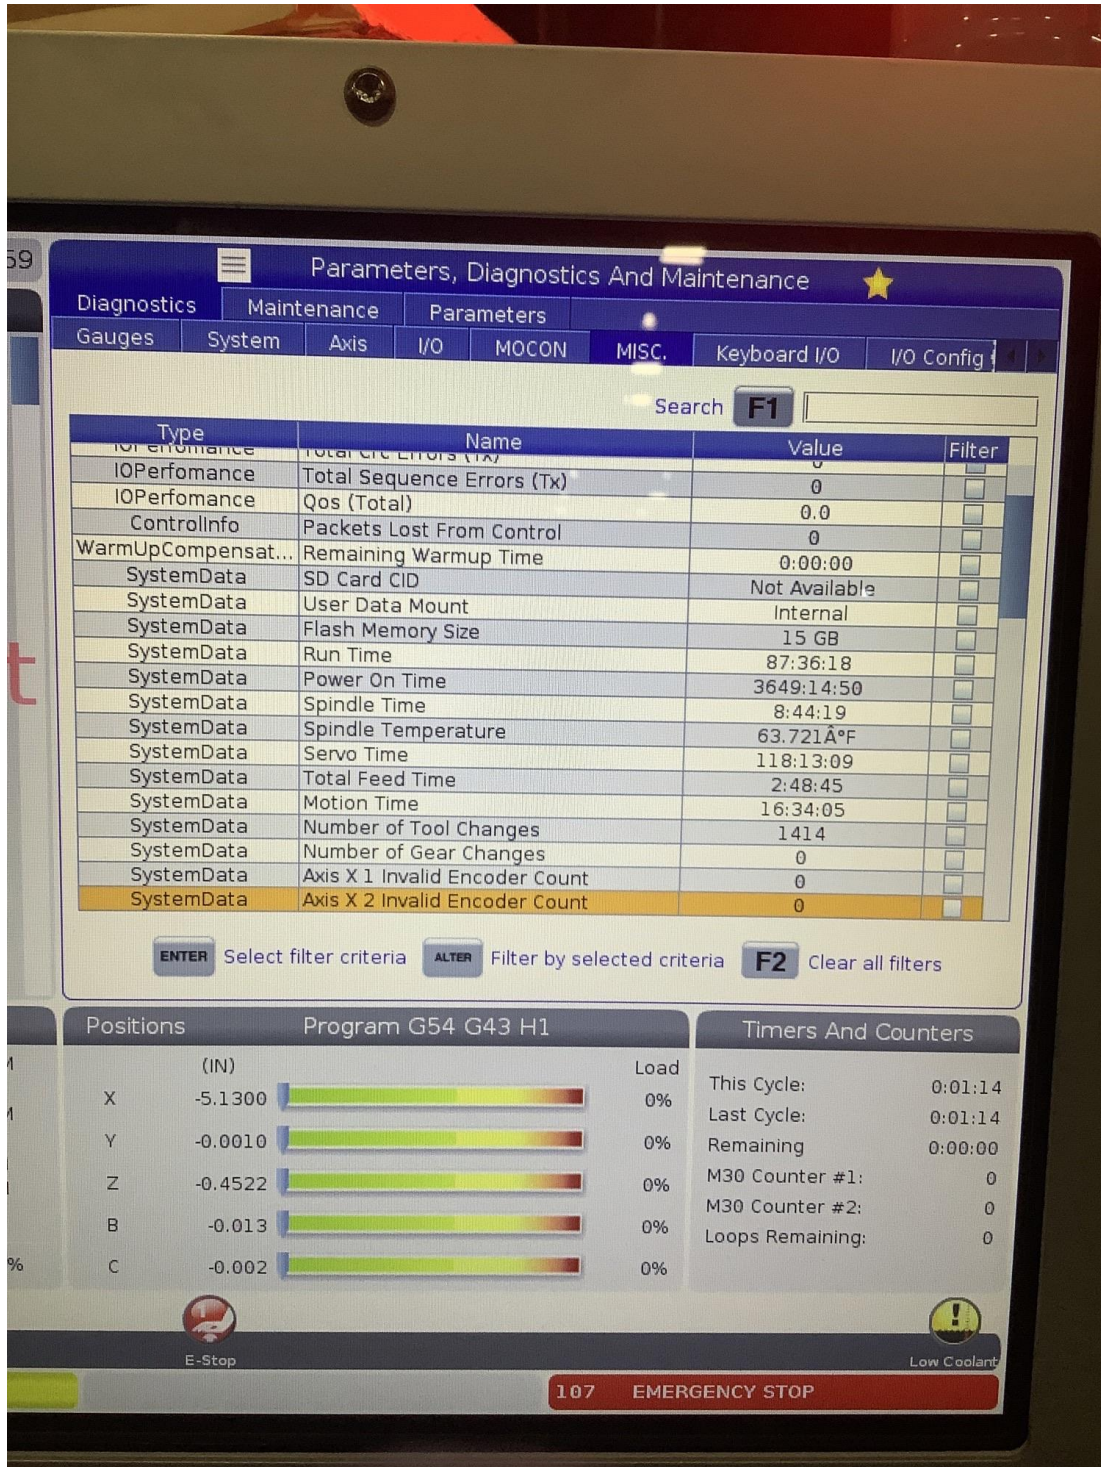 59
Parameters, Diagnostics And Maintenance
Diagnostics Maintenance Parameters
Gauges System Axis I/O MOCON MISC. Keyboard I/O I/O Config
Search F1
Type Name Value Filter
IOPerfomance Total Crc Errors (Tx) 0
IOPerfomance Total Sequence Errors (Tx) 0
IOPerfomance Qos (Total) 0.0
ControlInfo Packets Lost From Control 0
WarmUpCompensat... Remaining Warmup Time 0:00:00
SystemData SD Card CID Not Available
SystemData User Data Mount Internal
SystemData Flash Memory Size 15 GB
SystemData Run Time 87:36:18
SystemData Power On Time 3649:14:50
SystemData Spindle Time 8:44:19
SystemData Spindle Temperature 63.721Â°F
SystemData Servo Time 118:13:09
SystemData Total Feed Time 2:48:45
SystemData Motion Time 16:34:05
SystemData Number of Tool Changes 1414
SystemData Number of Gear Changes 0
SystemData Axis X 1 Invalid Encoder Count 0
SystemData Axis X 2 Invalid Encoder Count 0
ENTER Select filter criteria ALTER Filter by selected criteria F2 Clear all filters
t
Positions Program G54 G43 H1
(IN) Load
X -5.1300 0%
Y -0.0010 0%
Z -0.4522 0%
B -0.013 0%
C -0.002 0%
%
Timers And Counters
This Cycle: 0:01:14
Last Cycle: 0:01:14
Remaining 0:00:00
M30 Counter #1: 0
M30 Counter #2: 0
Loops Remaining: 0
E-Stop
Low Coolant
107 EMERGENCY STOP